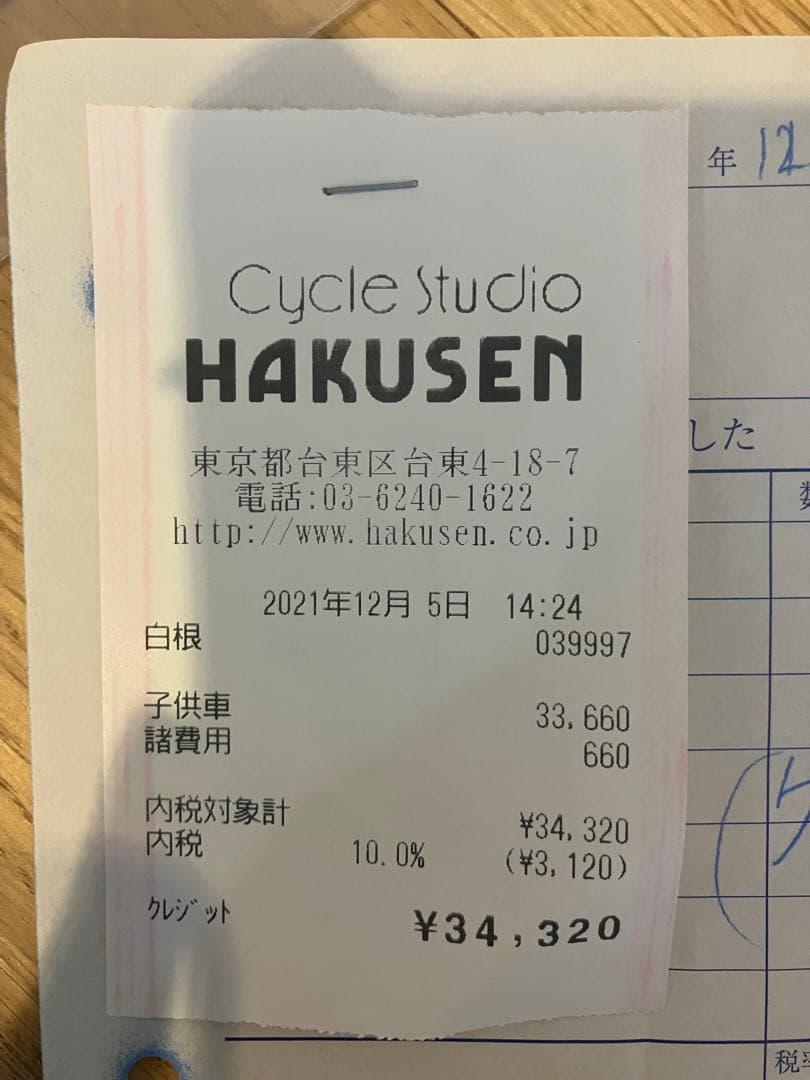 年 12
Cycle Studio
HAKUSEN
東京都台東区台東4-18-7
電話:03-6240-1622
http://www.hakusen.co.jp
した
2021年12月 5日 14:24
白根 039997
子供車 33,660
諸費用 660
内税対象計 ¥34,320
内税 10.0% (¥3,120)
クレジット ¥34,320
税率